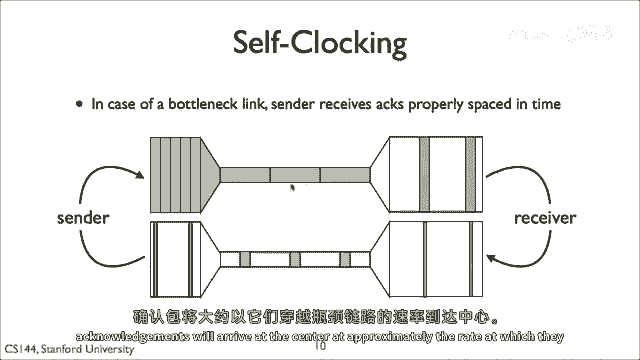 Self-Clocking
• In case of a bottleneck link, sender receives acks properly spaced in time
sender
receiver
确认包将大约以它们穿越瓶颈链路的速率到达中心。
acknowledgements will arrive at the center at approximately the rate at which they
CS144, Stanford University
10